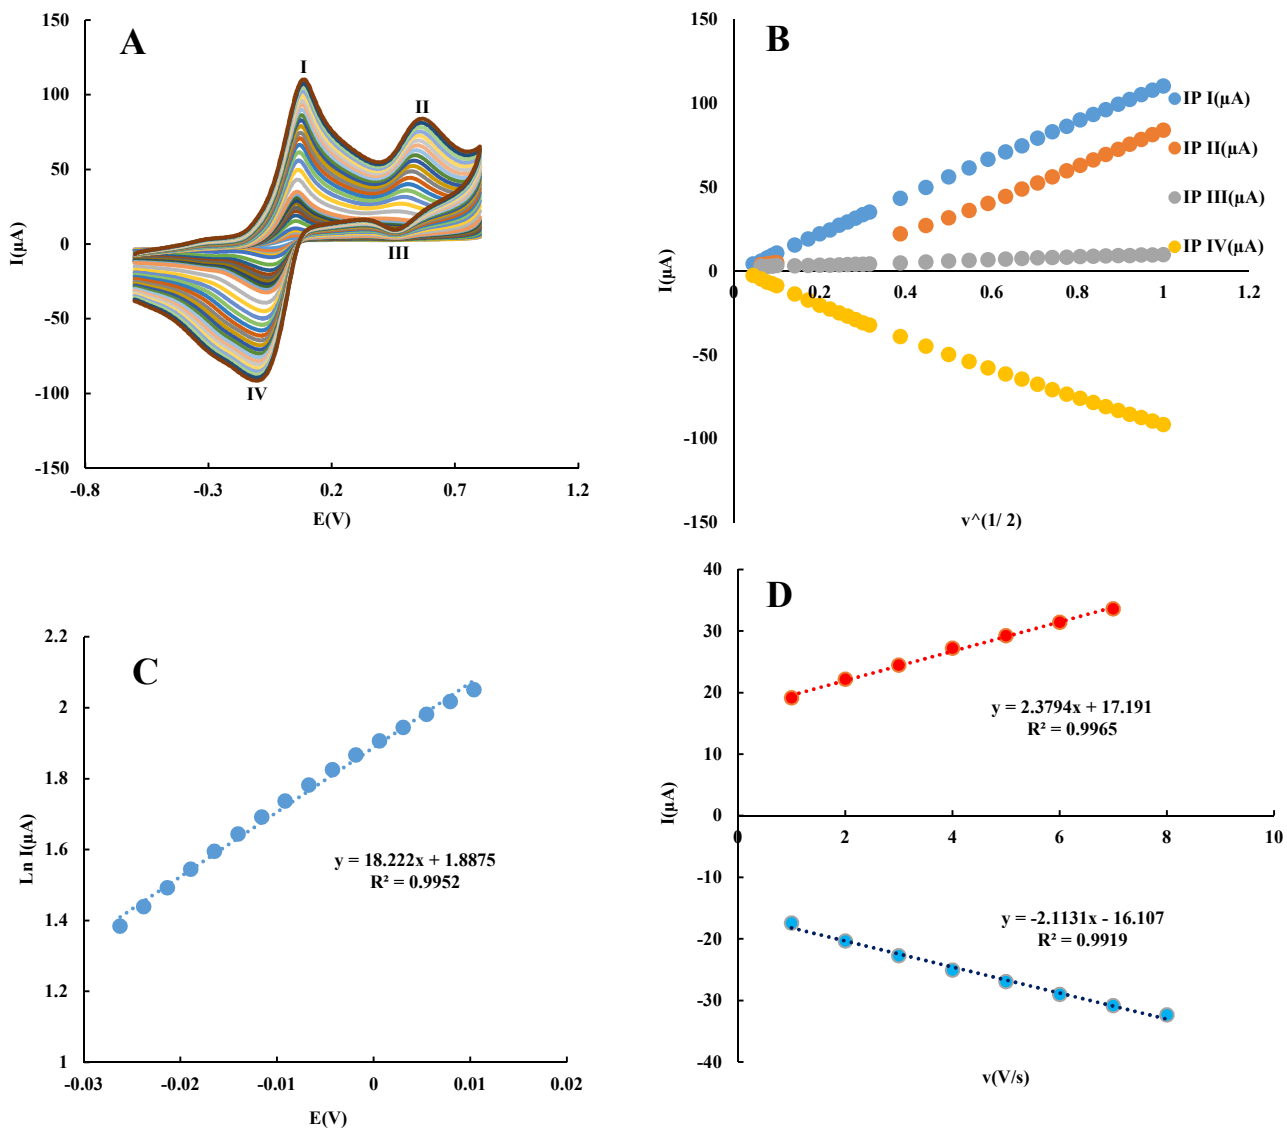 A
I(µA)
150
100
50
0
-50
-100
-150
I
II
III
IV
-0.8
-0.3
0.2
0.7
1.2
E(V)
B
I(µA)
150
100
50
0
-50
-100
-150
0
0.2
0.4
0.6
0.8
1
1.2
IP I(µA)
IP II(µA)
IP III(µA)
IP IV(µA)
v^(1/ 2)
C
Ln I(µA)
2.2
2
1.8
1.6
1.4
1.2
1
y = 18.222x + 1.8875
R² = 0.9952
-0.03
-0.02
-0.01
0
0.01
0.02
E(V)
D
I(µA)
40
30
20
10
0
-10
-20
-30
-40
0
2
4
6
8
10
y = 2.3794x + 17.191
R² = 0.9965
y = -2.1131x - 16.107
R² = 0.9919
v(V/s)